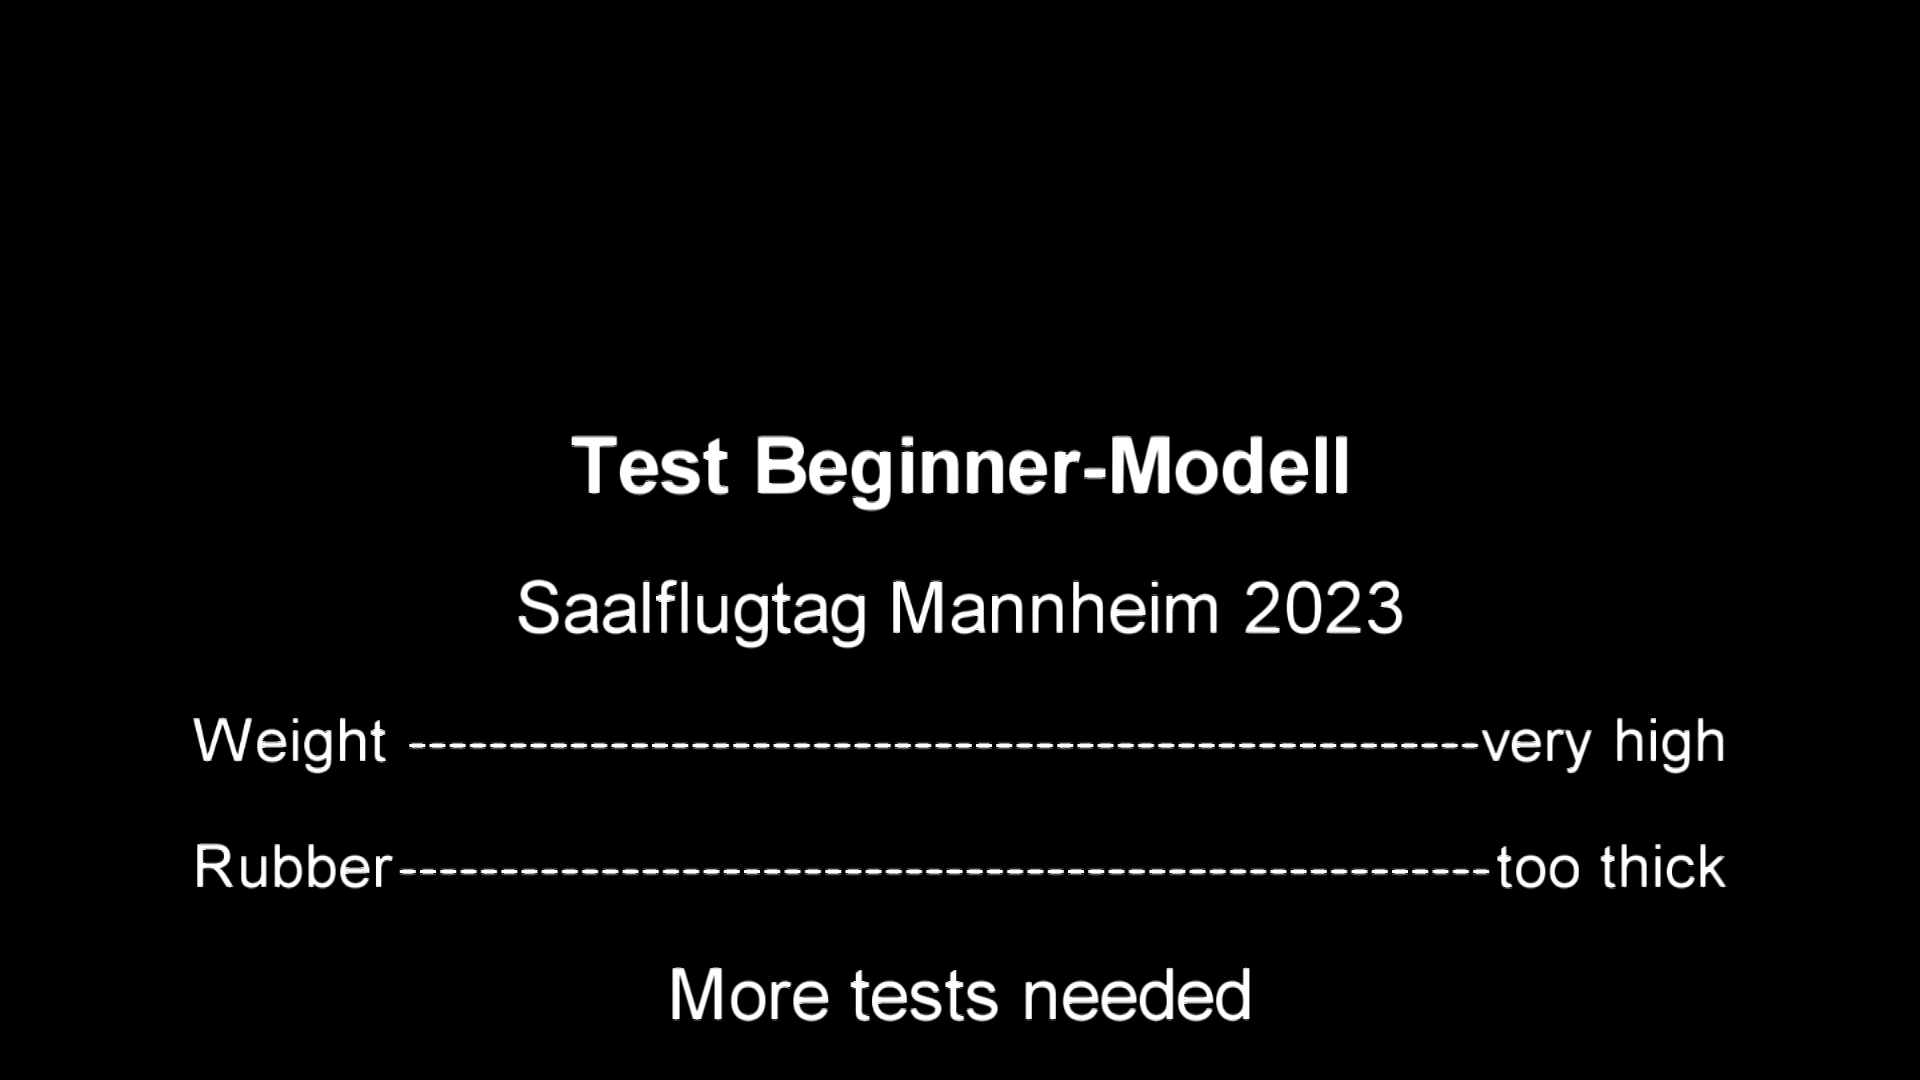 Test Beginner-Modell
Saalflugtag Mannheim 2023
Weight -----------------------------------------------------very high
Rubber------------------------------------------------------too thick
More tests needed